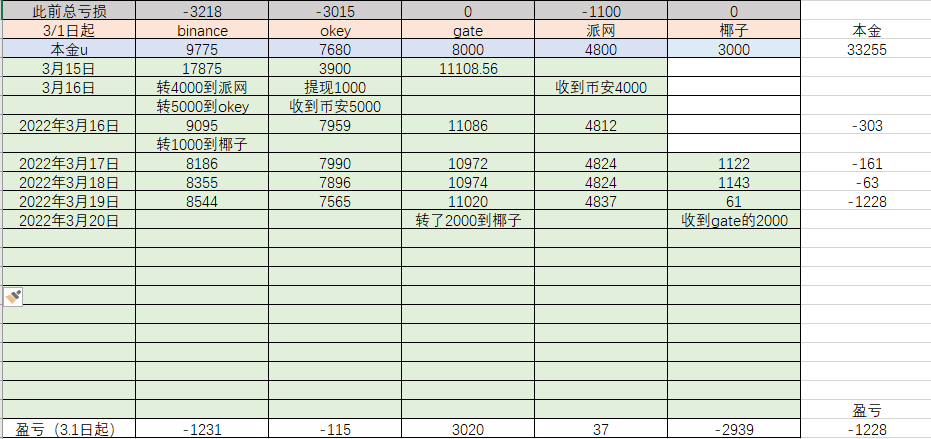 此前总亏损 -3218 -3015 0 -1100 0
3/1日起 binance okey gate 派网 椰子 本金
本金u 9775 7680 8000 4800 3000 33255
3月15日 17875 3900 11108.56
3月16日 转4000到派网 提现1000 收到币安4000
转5000到okey 收到币安5000
2022年3月16日 9095 7959 11086 4812 -303
转1000到椰子
2022年3月17日 8186 7990 10972 4824 1122 -161
2022年3月18日 8355 7896 10974 4824 1143 -63
2022年3月19日 8544 7565 11020 4837 61 -1228
2022年3月20日 转了2000到椰子 收到gate的2000
盈亏
盈亏（3.1日起） -1231 -115 3020 37 -2939 -1228